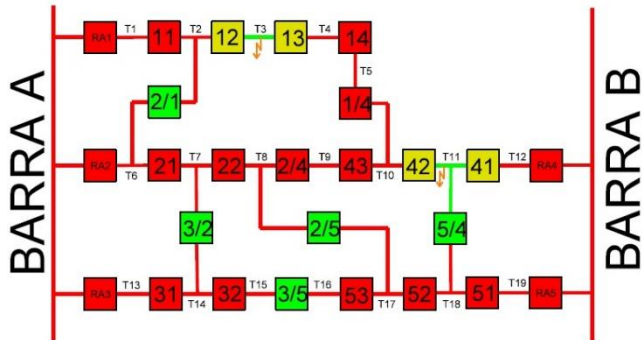 BARRA A
RA1 T1 11 T2 12 T3 13 T4 14
T5
2/1 1/4
RA2 T6 21 T7 22 T8 2/4 T9 43 T10 42 T11 41 T12 RA4
3/2 2/5 5/4
RA3 T13 31 T14 32 T15 3/5 T16 53 T17 52 T18 51 T19 RA5
BARRA B